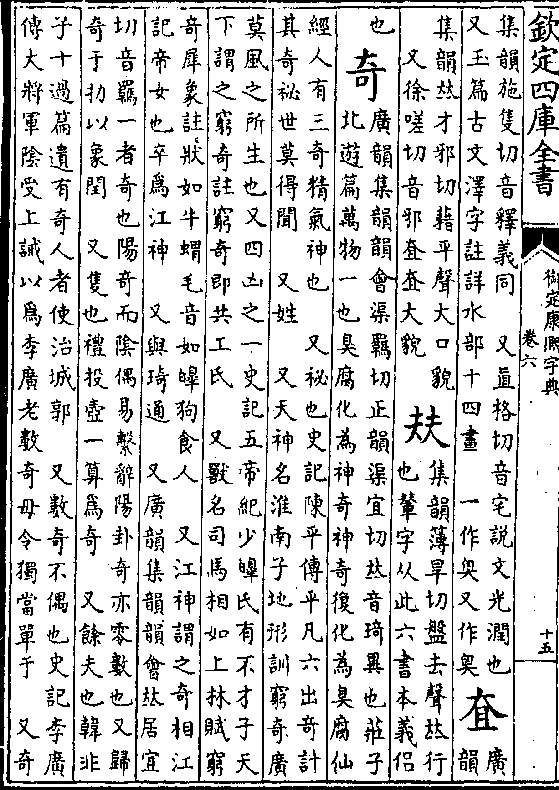 欽定四庫全書
御定康熙字典
卷六
十五
集韻施隻切音釋義同 又直格切音宅說文光潤也
又玉篇古文澤字註詳水部十四畫 一作臭又作㚖
廣
韻
集韻𠀤才邪切藉平聲大口貌
又徐嗟切音邪 大貌
㚘
集韻薄旱切盤去聲𠀤行
也輦字从此六書本義侶
也
奇
廣韻集韻韻會渠羈切正韻渠宜切𠀤音琦異也莊子
北遊篇萬物一也臭腐化為神奇神奇復化為臭腐仙
經人有三奇精氣神也 又祕也史記陳平傳平凡六出奇計
其奇祕世莫得聞 又姓 又天神名淮南子地形訓窮奇廣
莫風之所生也又四凶之一史記五帝紀少皥氏有不才子天
下謂之窮奇註窮奇即共工氏 又獸名司馬相如上林賦窮
奇犀象註狀如牛蝟毛音如嘷狗食人 又江神謂之奇相江
記帝女也卒爲江神 又與琦通 又廣韻集韻韻會𠀤居宜
切音羈一者奇也陽奇而陰偶易繫辭陽卦奇亦零數也又歸
奇于扐以象閏 又隻也禮投壺一算爲奇 又餘夫也韓非
子十過篇遺有奇人者使治城郭 又數奇不偶也史記李廣
傳大將軍陰受上誡以爲李廣老數奇毋令獨當單于 又奇